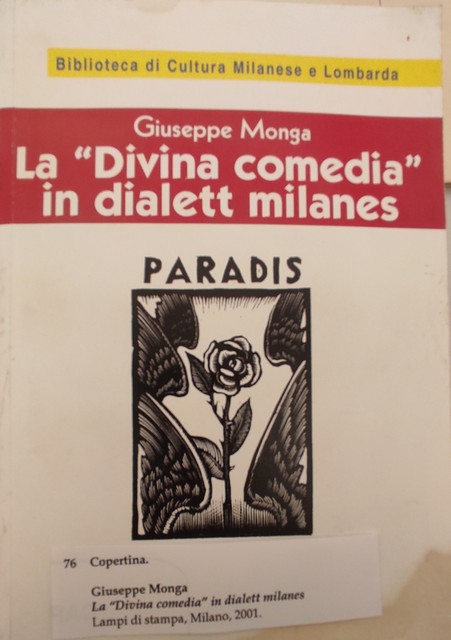 Biblioteca di Cultura Milanese e Lombarda
Giuseppe Monga
La "Divina comedia"
in dialett milanes
PARADIS
76 Copertina.
Giuseppe Monga
La "Divina comedia" in dialett milanes
Lampi di stampa, Milano, 2001.